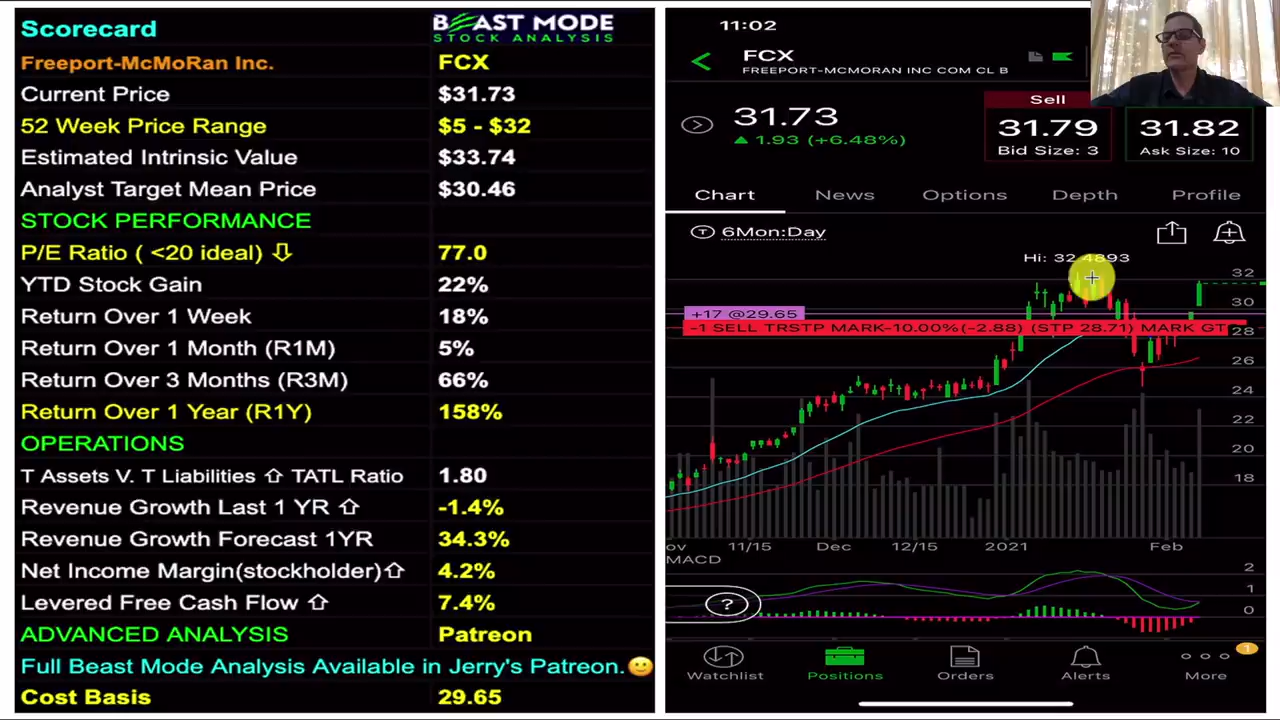 Scorecard
BEAST MODE
STOCK ANALYSIS
Freeport-McMoRan Inc. FCX
Current Price $31.73
52 Week Price Range $5 - $32
Estimated Intrinsic Value $33.74
Analyst Target Mean Price $30.46
STOCK PERFORMANCE
P/E Ratio ( <20 ideal) ⇩ 77.0
YTD Stock Gain 22%
Return Over 1 Week 18%
Return Over 1 Month (R1M) 5%
Return Over 3 Months (R3M) 66%
Return Over 1 Year (R1Y) 158%
OPERATIONS
T Assets V. T Liabilities ⇧ TATL Ratio 1.80
Revenue Growth Last 1 YR ⇧ -1.4%
Revenue Growth Forecast 1YR 34.3%
Net Income Margin(stockholder)⇧ 4.2%
Levered Free Cash Flow ⇧ 7.4%
ADVANCED ANALYSIS Patreon
Full Beast Mode Analysis Available in Jerry's Patreon.🙂
Cost Basis 29.65
11:02
FCX
FREEPORT-MCMORAN INC COM CL B
31.73
1.93 (+6.48%)
Sell
31.79
Bid Size: 3
31.82
Ask Size: 10
Chart News Options Depth Profile
T 6Mon:Day
Hi: 32.4893
32
30
+17 @29.65
-1 SELL TRSTP MARK-10.00%(-2.88) (STP 28.71) MARK GT
28
26
24
22
20
18
ov 11/15 Dec 12/15 2021 Feb
MACD
2
1
0
?
1
Watchlist Positions Orders Alerts More